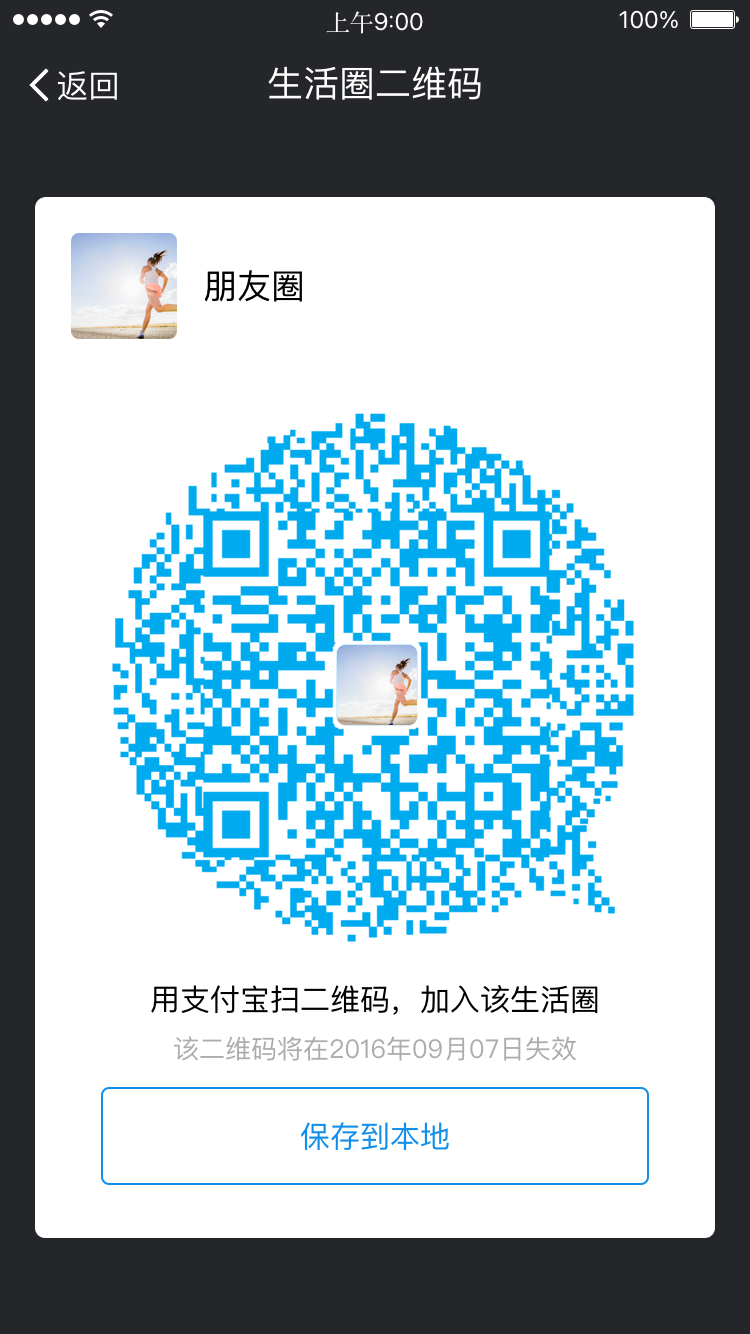 上午9:00
100%
返回
生活圈二维码
朋友圈
用支付宝扫二维码，加入该生活圈
该二维码将在2016年09月07日失效
保存到本地